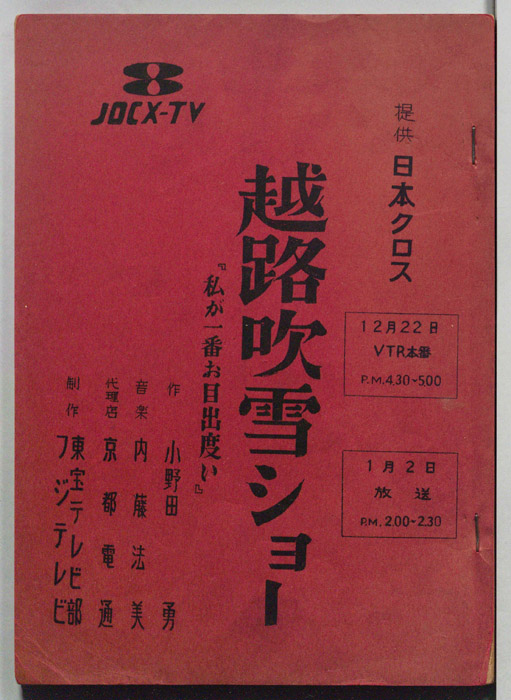 JOCX-TV
提供 日本クロス
12月22日
VTR本番
P.M.4.30~5.00
1月2日
放送
P.M.2.00~2.30
越路吹雪ショー
『私が一番お目出度い』
作 小野田 勇
音楽 内藤法美
代理店 京都電通
制作 東宝テレビ部
フジテレビ